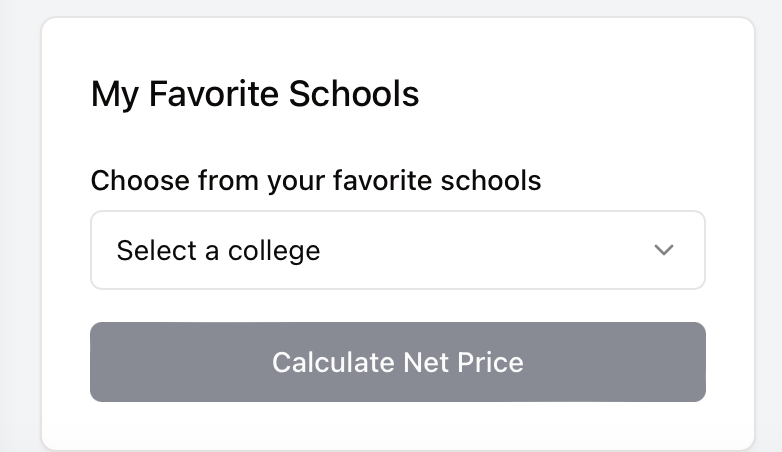 My Favorite Schools
Choose from your favorite schools
Select a college
Calculate Net Price